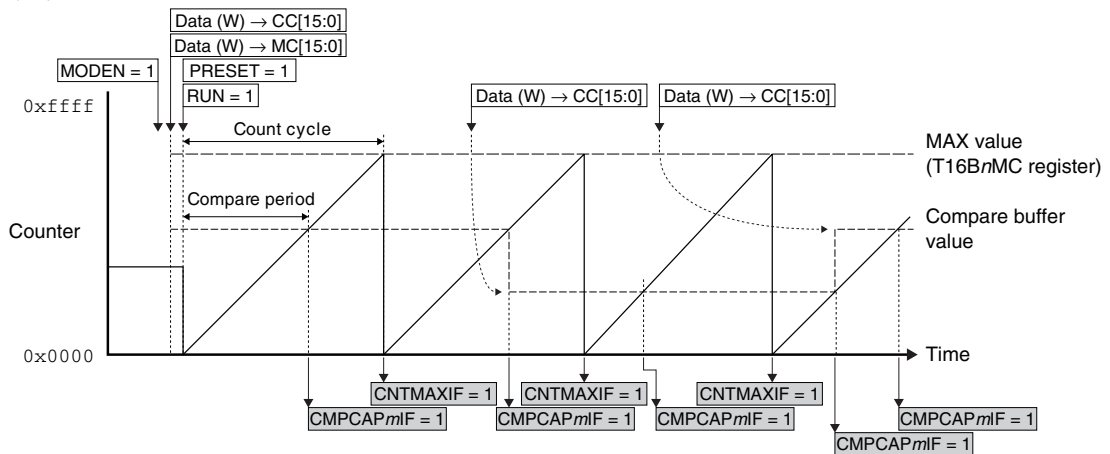 Data (W) → CC[15:0]
Data (W) → MC[15:0]
MODEN = 1
PRESET = 1
RUN = 1
Data (W) → CC[15:0]
Data (W) → CC[15:0]
0xffff
Count cycle
MAX value
(T16BnMC register)
Compare period
Compare buffer
value
Counter
0x0000
Time
CNTMAXIF = 1
CNTMAXIF = 1
CNTMAXIF = 1
CMPCAPmIF = 1
CMPCAPmIF = 1
CMPCAPmIF = 1
CMPCAPmIF = 1
CMPCAPmIF = 1